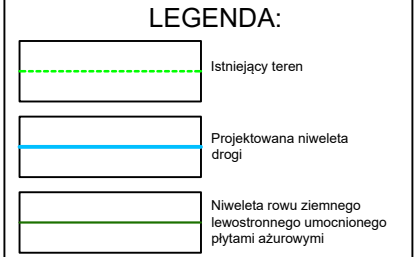 LEGENDA:
Istniejący teren
Projektowana niweleta
drogi
Niweleta rowu ziemnego
lewostronnego umocnionego
płytami ażurowymi